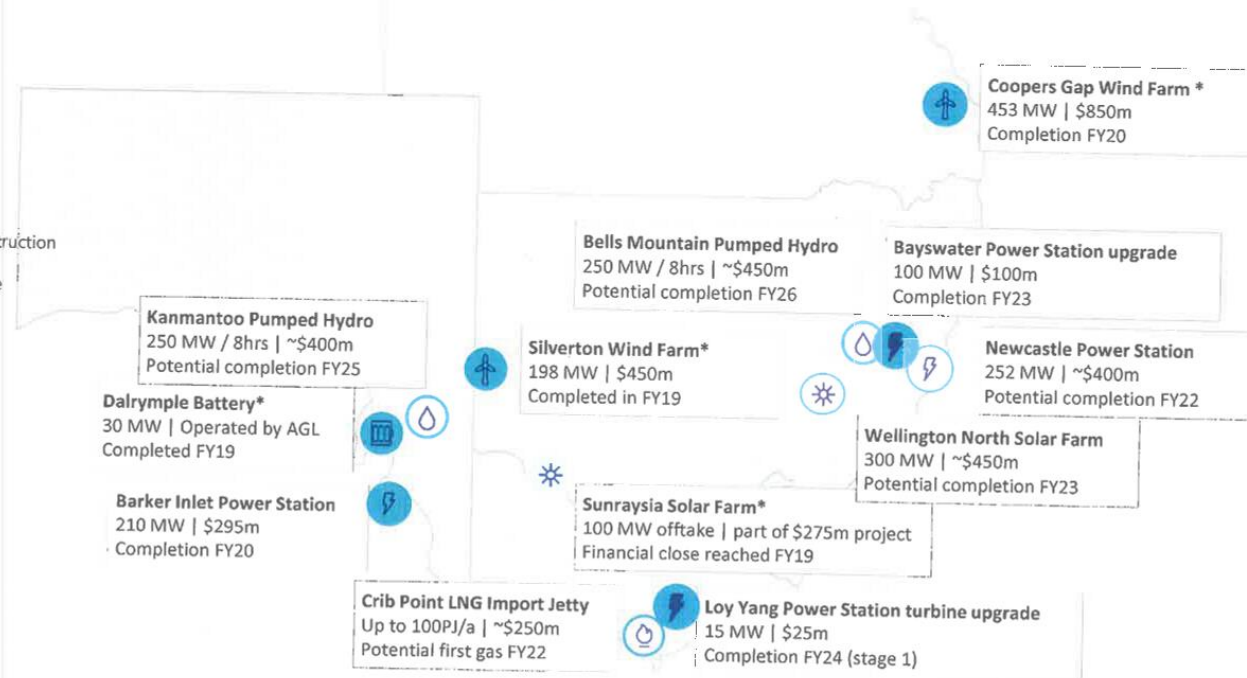 Coopers Gap Wind Farm *
453 MW | $850m
Completion FY20
Bells Mountain Pumped Hydro
250 MW / 8hrs | ~$450m
Potential completion FY26
Bayswater Power Station upgrade
100 MW | $100m
Completion FY23
Kanmantoo Pumped Hydro
250 MW / 8hrs | ~$400m
Potential completion FY25
Silverton Wind Farm*
198 MW | $450m
Completed in FY19
Newcastle Power Station
252 MW | ~$400m
Potential completion FY22
Dalrymple Battery*
30 MW | Operated by AGL
Completed FY19
Wellington North Solar Farm
300 MW | ~$450m
Potential completion FY23
Barker Inlet Power Station
210 MW | $295m
Completion FY20
Sunraysia Solar Farm*
100 MW offtake | part of $275m project
Financial close reached FY19
Crib Point LNG Import Jetty
Up to 100PJ/a | ~$250m
Potential first gas FY22
Loy Yang Power Station turbine upgrade
15 MW | $25m
Completion FY24 (stage 1)